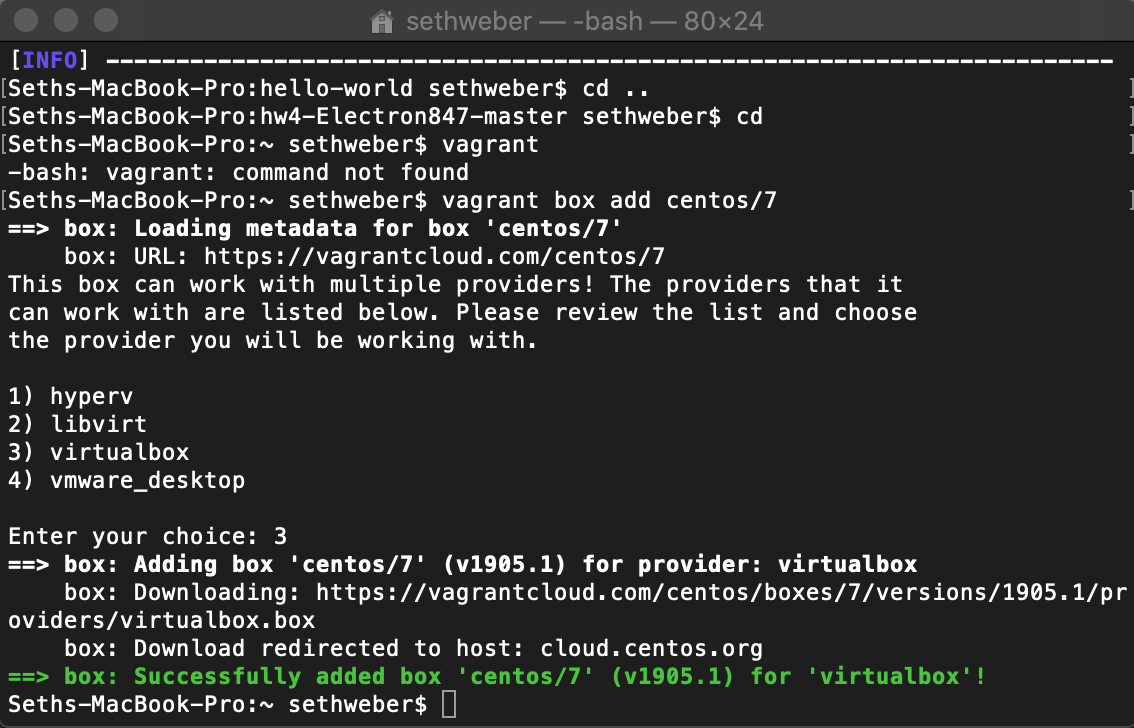 sethweber — -bash — 80×24
[INFO] ------------------------------------------------------------------------
[Seths-MacBook-Pro:hello-world sethweber$ cd .. ]
[Seths-MacBook-Pro:hw4-Electron847-master sethweber$ cd ]
[Seths-MacBook-Pro:~ sethweber$ vagrant ]
-bash: vagrant: command not found
[Seths-MacBook-Pro:~ sethweber$ vagrant box add centos/7 ]
==> box: Loading metadata for box 'centos/7'
    box: URL: https://vagrantcloud.com/centos/7
This box can work with multiple providers! The providers that it
can work with are listed below. Please review the list and choose
the provider you will be working with.

1) hyperv
2) libvirt
3) virtualbox
4) vmware_desktop

Enter your choice: 3
==> box: Adding box 'centos/7' (v1905.1) for provider: virtualbox
    box: Downloading: https://vagrantcloud.com/centos/boxes/7/versions/1905.1/pr
oviders/virtualbox.box
    box: Download redirected to host: cloud.centos.org
==> box: Successfully added box 'centos/7' (v1905.1) for 'virtualbox'!
Seths-MacBook-Pro:~ sethweber$